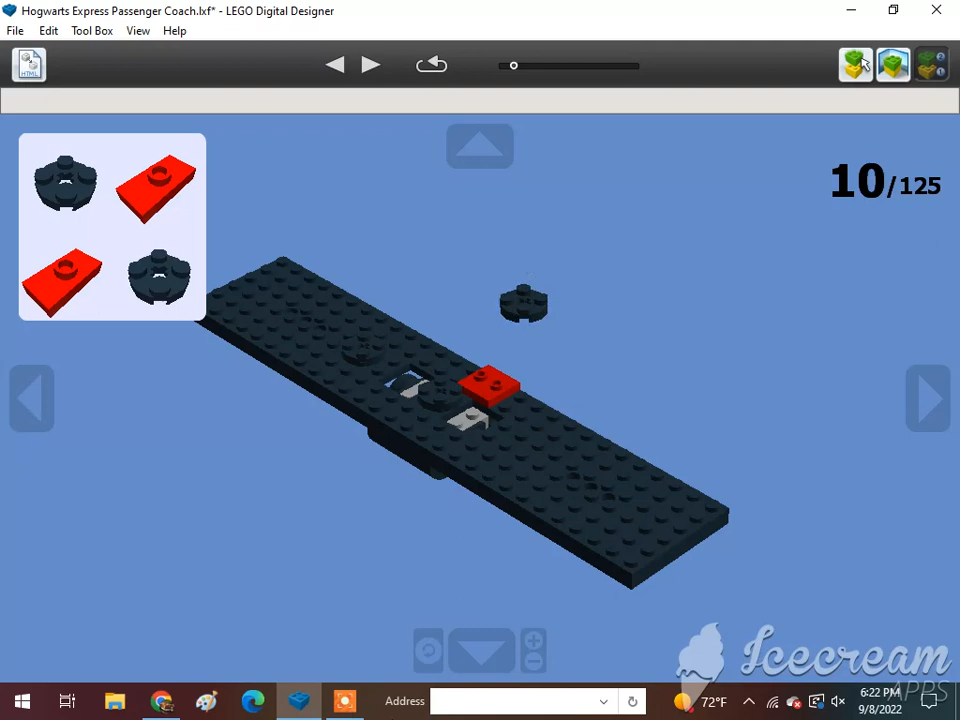 Hogwarts Express Passenger Coach.lxf* - LEGO Digital Designer
File Edit Tool Box View Help
HTML
10/125
Icecream
APPS
Address
72°F
6:22 PM
9/8/2022